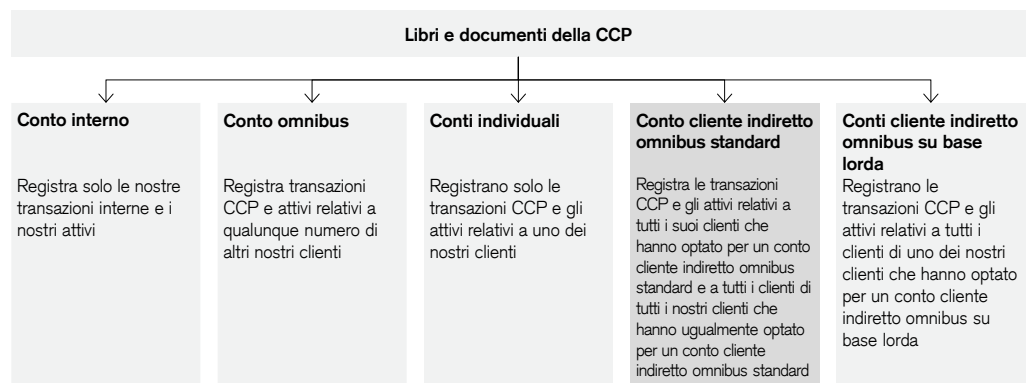 Libri e documenti della CCP
Conto interno
Registra solo le nostre
transazioni interne e i
nostri attivi
Conto omnibus
Registra transazioni
CCP e attivi relativi a
qualunque numero di
altri nostri clienti
Conti individuali
Registrano solo le
transazioni CCP e gli
attivi relativi a uno dei
nostri clienti
Conto cliente indiretto
omnibus standard
Registra le transazioni
CCP e gli attivi relativi a
tutti i suoi clienti che
hanno optato per un conto
cliente indiretto omnibus
standard e a tutti i clienti di
tutti i nostri clienti che
hanno ugualmente optato
per un conto cliente
indiretto omnibus standard
Conti cliente indiretto
omnibus su base
lorda
Registrano le
transazioni CCP e gli
attivi relativi a tutti i
clienti di uno dei nostri
clienti che hanno optato
per un conto cliente
indiretto omnibus su
base lorda